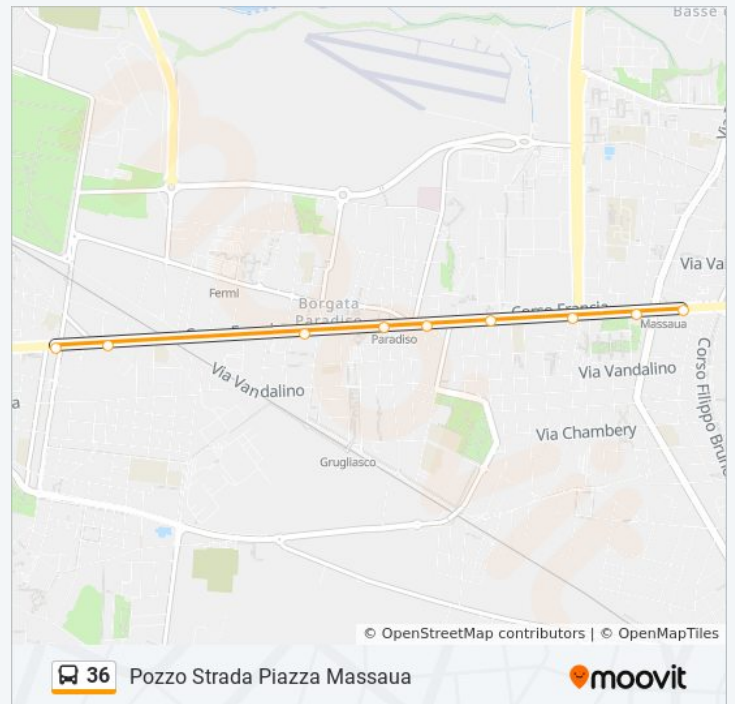 Basse
Via Va
Fermi
Borgata
Paradiso
Corso Francia
Massaua
Paradiso
Via Vandalino
Via Vandalino
Corso Filippo Brun
a
Via Chambery
Grugliasco
© OpenStreetMap contributors | © OpenMapTiles
36 Pozzo Strada Piazza Massaua moovit